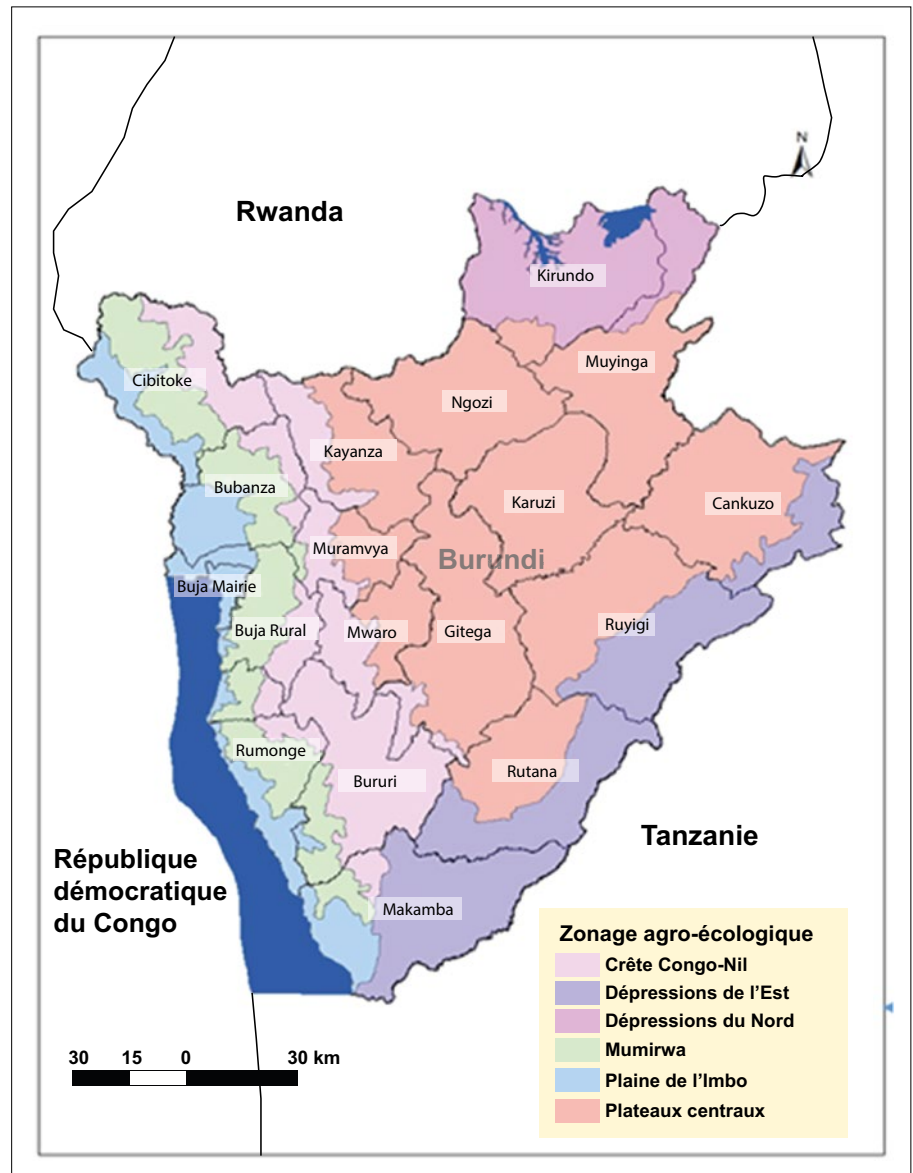 N
Rwanda
Kirundo
Muyinga
Cibitoke
Ngozi
Kayanza
Bubanza
Karuzi
Cankuzo
Muramvya
Burundi
Buja Mairie
Buja Rural
Mwaro
Gitega
Ruyigi
Rumonge
Bururi
Rutana
Tanzanie
République
démocratique
du Congo
Makamba
Zonage agro-écologique
Crête Congo-Nil
Dépressions de l’Est
Dépressions du Nord
Mumirwa
Plaine de l’Imbo
Plateaux centraux
30 15 0 30 km